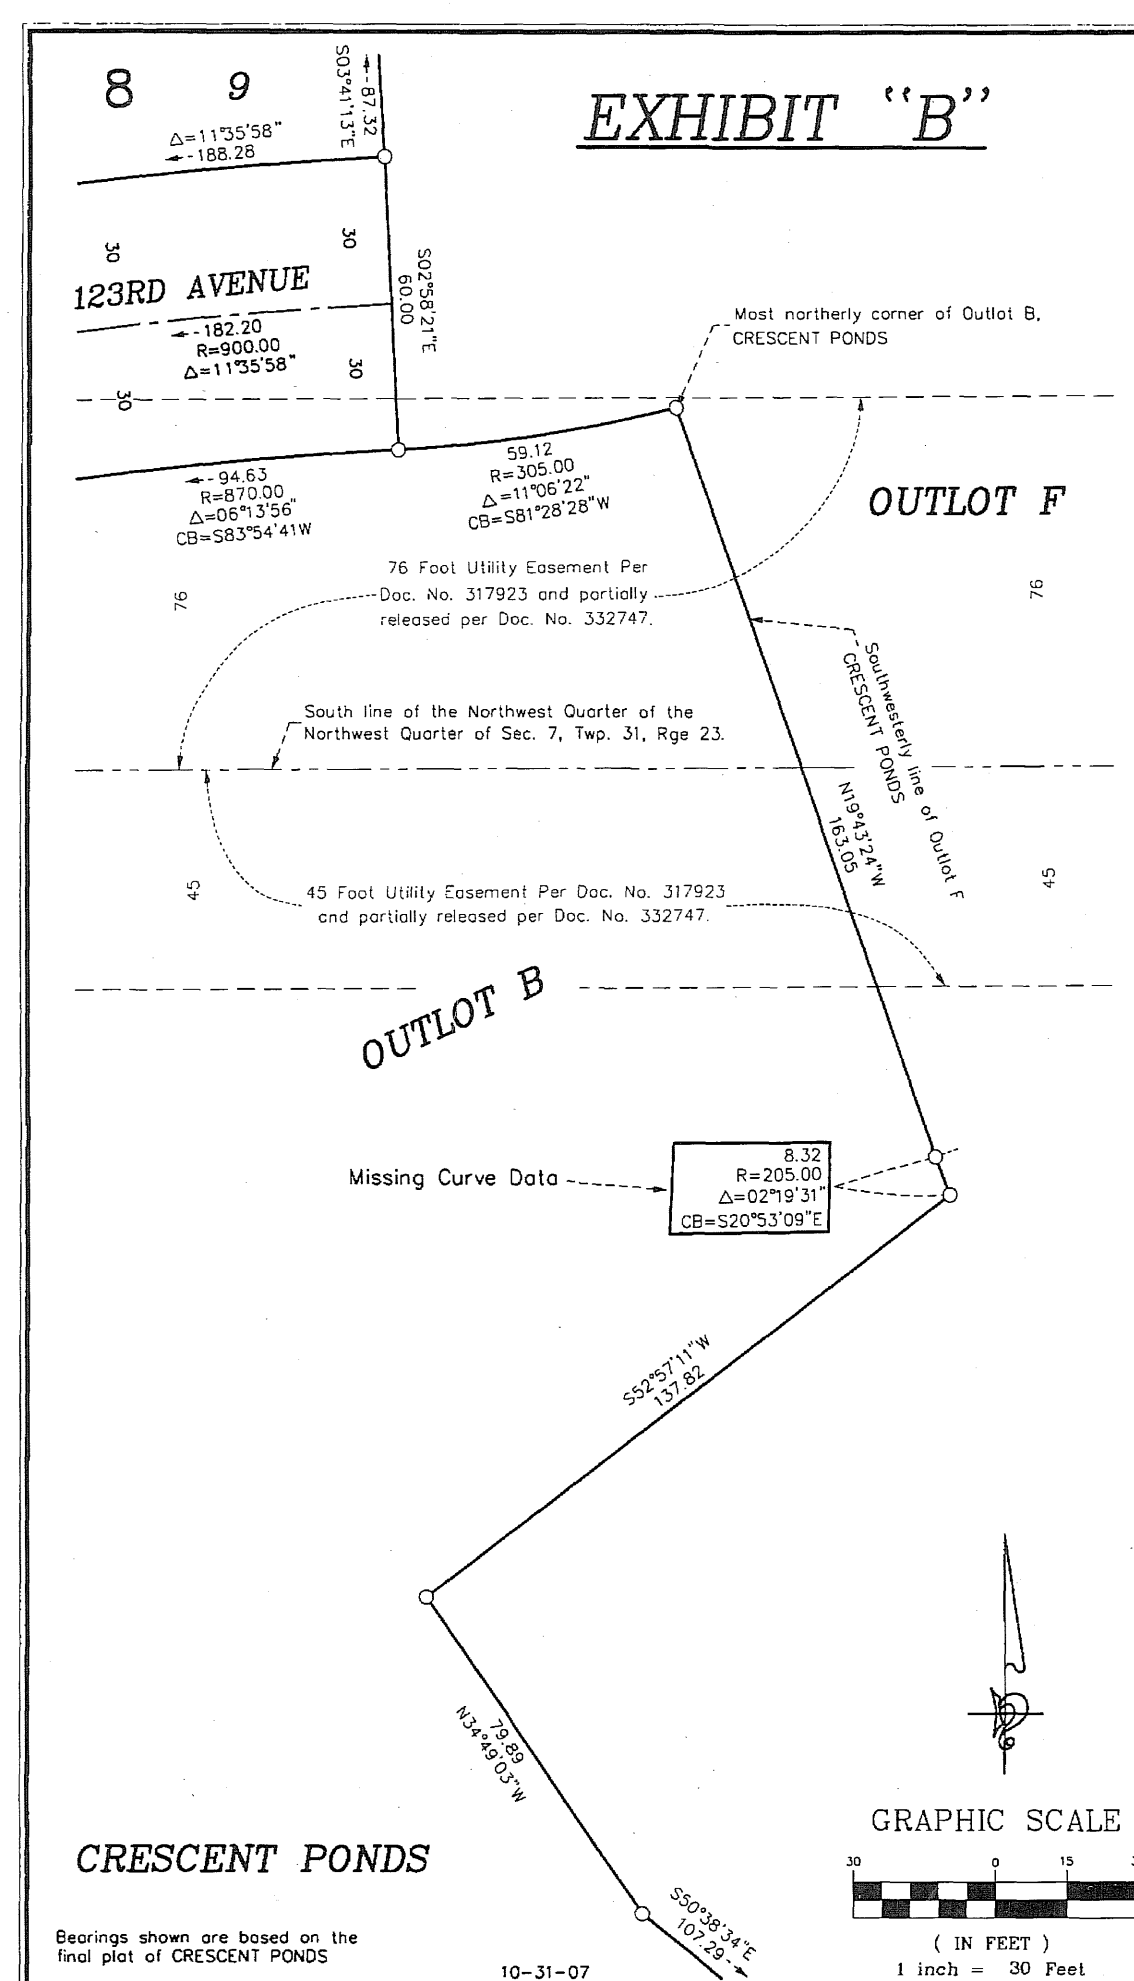 EXHIBIT "B"
8 9
Δ=11°35'58"
188.28
87.32
S03°41'13"E
30
30
123RD AVENUE
S02°58'21"E
60.00
182.20
R=900.00
Δ=11°35'58"
30
30
Most northerly corner of Outlot B,
CRESCENT PONDS
94.63
R=870.00
Δ=06°13'56"
CB=S83°54'41W
59.12
R=305.00
Δ=11°06'22"
CB=S81°28'28"W
OUTLOT F
76 Foot Utility Easement Per
Doc. No. 317923 and partially
released per Doc. No. 332747.
76
76
Southwesterly line of Outlot F
CRESCENT PONDS
South line of the Northwest Quarter of the
Northwest Quarter of Sec. 7, Twp. 31, Rge 23.
N19°43'24"W
163.05
45
45
45 Foot Utility Easement Per Doc. No. 317923
and partially released per Doc. No. 332747.
OUTLOT B
Missing Curve Data
8.32
R=205.00
Δ=02°19'31"
CB=S20°53'09"E
S52°57'11"W
137.82
79.89
N34°49'03"W
GRAPHIC SCALE
30 0 15
( IN FEET )
1 inch = 30 Feet
CRESCENT PONDS
S50°38'34"E
107.29
Bearings shown are based on the
final plat of CRESCENT PONDS
10-31-07